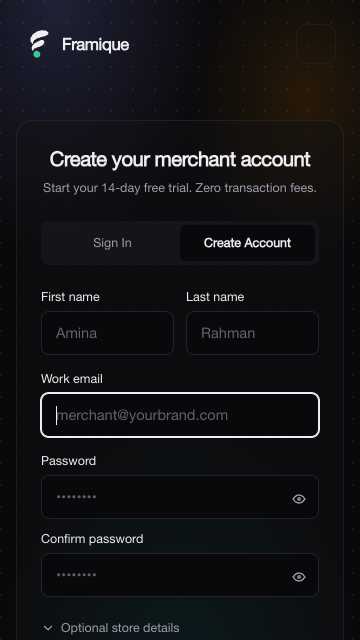 Framique
Create your merchant account
Start your 14-day free trial. Zero transaction fees.
Sign In
Create Account
First name
Last name
Amina
Rahman
Work email
merchant@yourbrand.com
Password
••••••••
Confirm password
••••••••
Optional store details